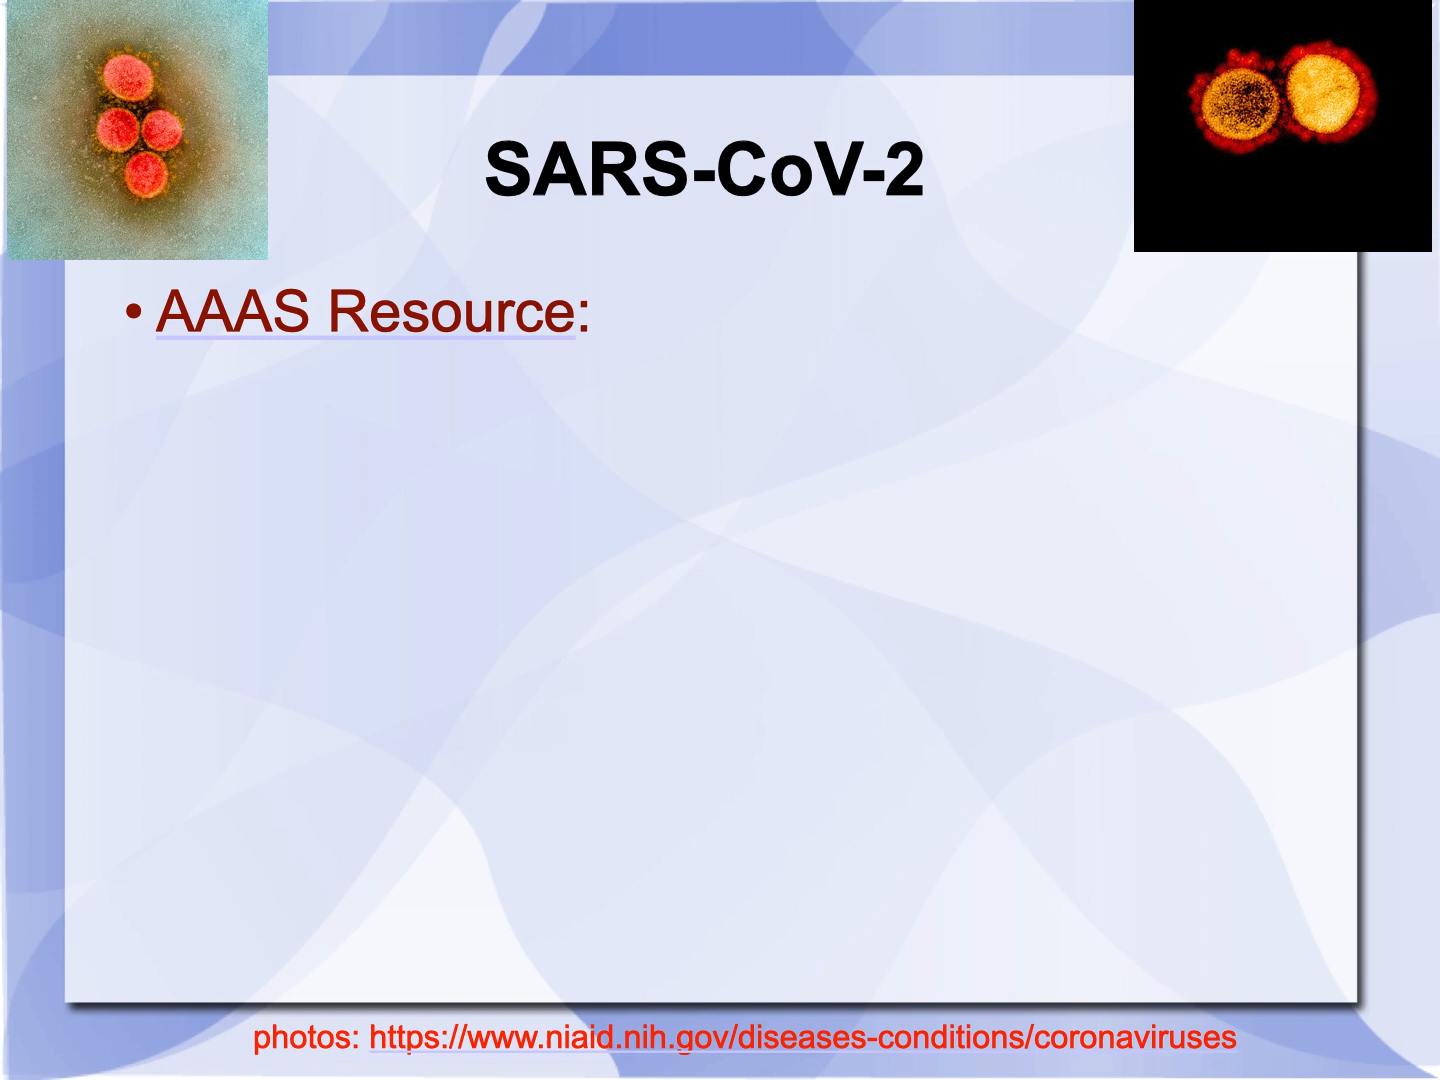 SARS-CoV-2
• AAAS Resource:
photos: https://www.niaid.nih.gov/diseases-conditions/coronaviruses